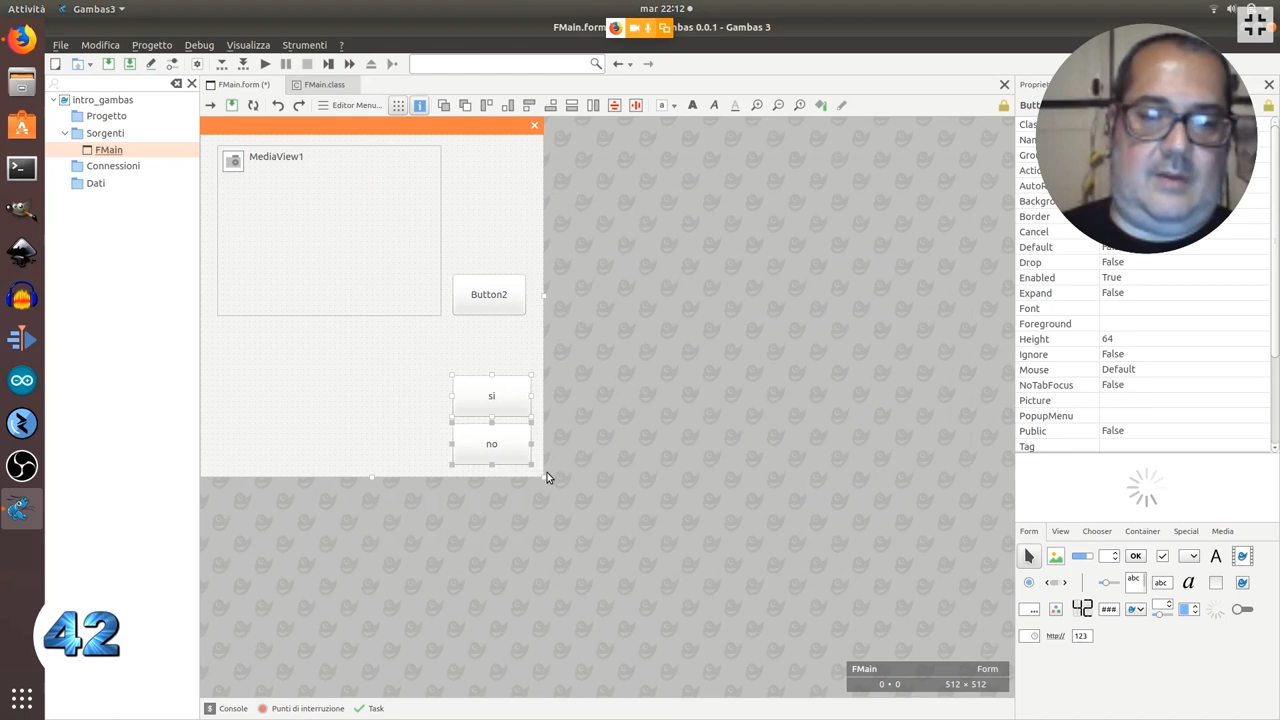 Attività Gambas3 mar 22:12
FMain.form Gambas 0.0.1 - Gambas 3
File Modifica Progetto Debug Visualizza Strumenti ?
FMain.form (*) FMain.class Propriet
intro_gambas Editor Menu... a A A
Progetto
Sorgenti
FMain
Connessioni
Dati
MediaView1
Button2
si
no
Clas
Nam
Gro
Actio
AutoR
Backgro
Border
Cancel
Default
Drop False
Enabled True
Expand False
Font
Foreground
Height 64
Ignore False
Mouse Default
NoTabFocus False
Picture
PopupMenu
Public False
Tag
Form View Chooser Container Special Media
OK A
abc abc a
... 42 ###
http:// 123
FMain Form
0 • 0 512 × 512
$ Console Punti di interruzione Task
42